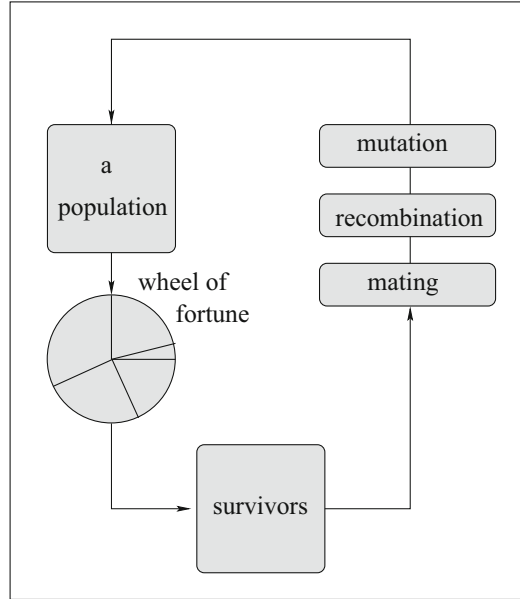 a
population
wheel of
fortune
survivors
mutation
recombination
mating